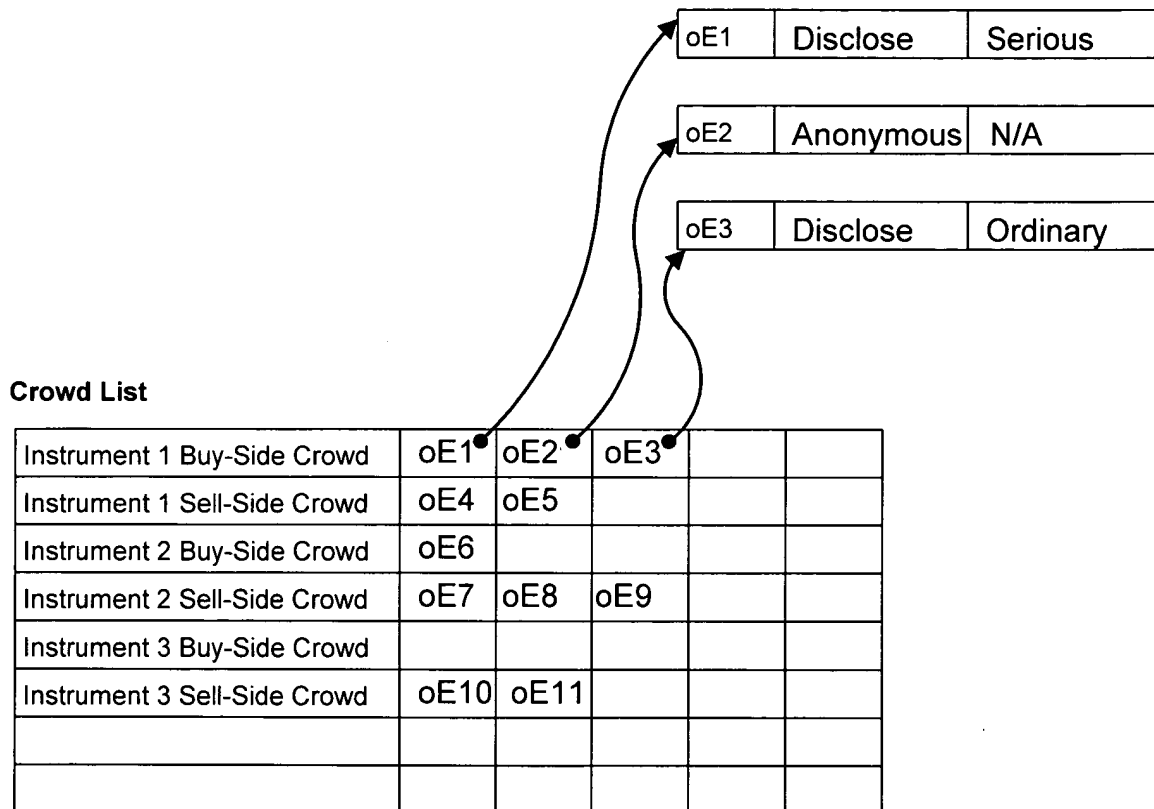 oE1 Disclose Serious
oE2 Anonymous N/A
oE3 Disclose Ordinary
Crowd List
Instrument 1 Buy-Side Crowd oE1 oE2 oE3
Instrument 1 Sell-Side Crowd oE4 oE5
Instrument 2 Buy-Side Crowd oE6
Instrument 2 Sell-Side Crowd oE7 oE8 oE9
Instrument 3 Buy-Side Crowd
Instrument 3 Sell-Side Crowd oE10 oE11